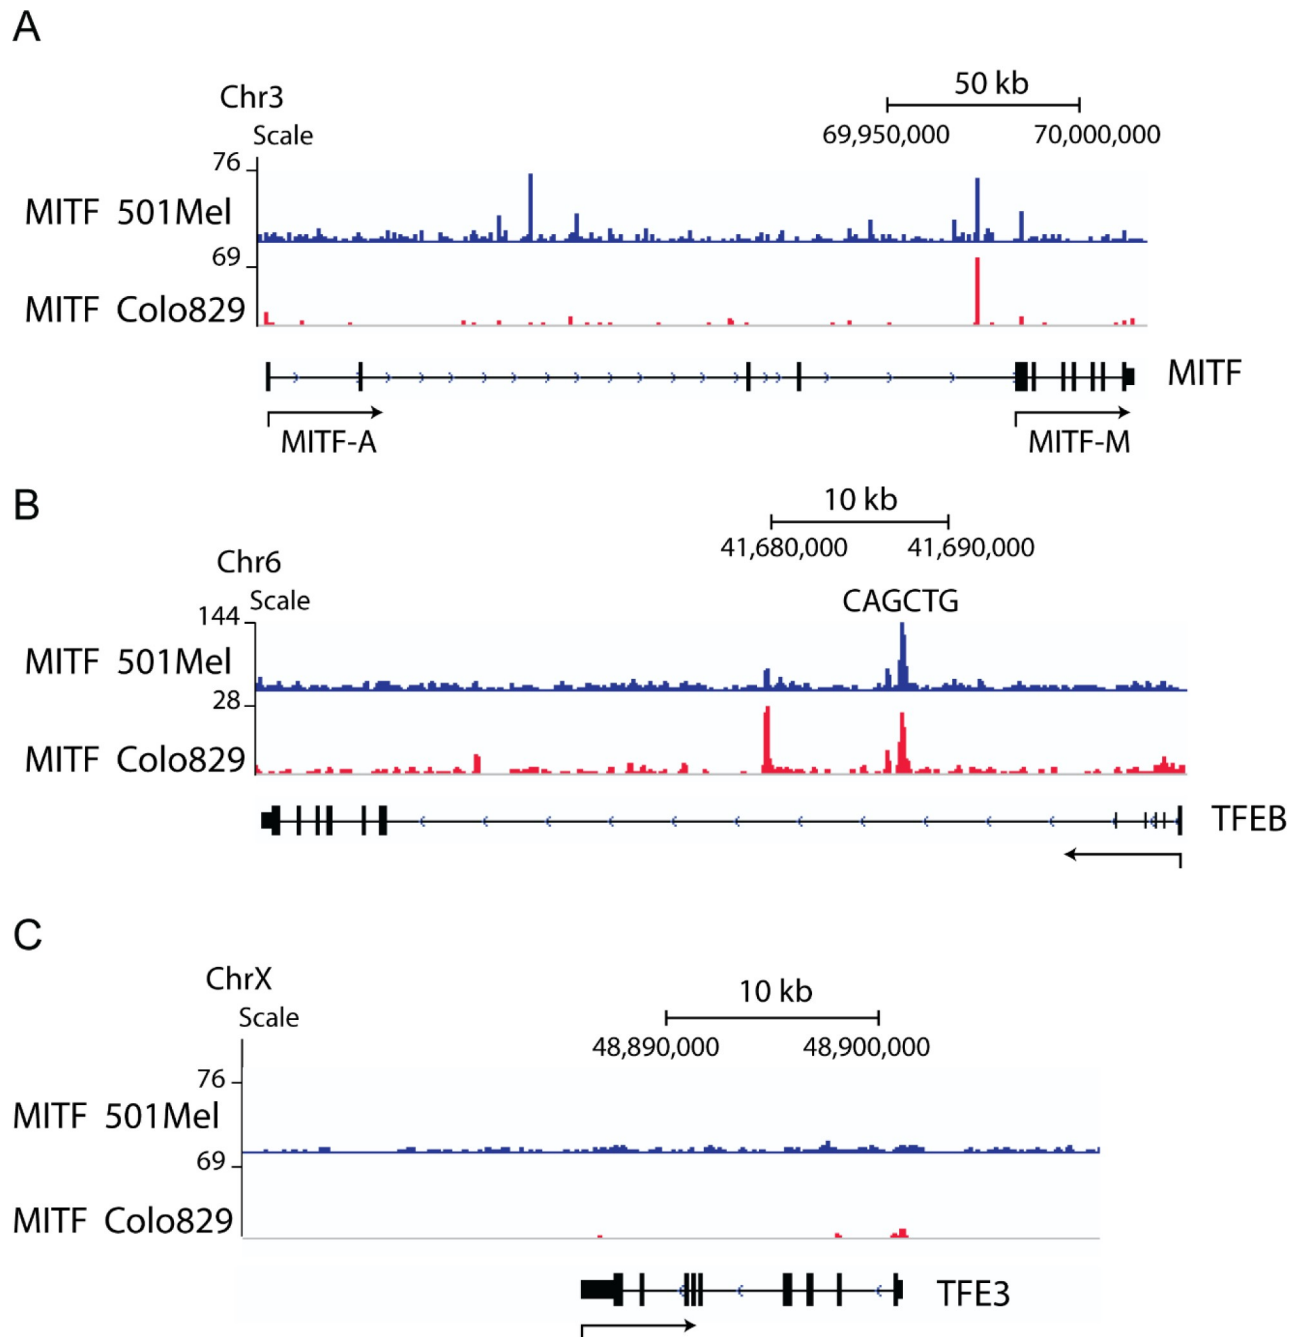 A
50 kb
Chr3
69,950,000 70,000,000
Scale
76
MITF 501Mel
69
MITF Colo829
MITF
MITF-A
MITF-M
B
10 kb
41,680,000 41,690,000
Chr6
Scale
CAGCTG
144
MITF 501Mel
28
MITF Colo829
TFEB
C
ChrX
10 kb
Scale
48,890,000 48,900,000
76
MITF 501Mel
69
MITF Colo829
TFE3